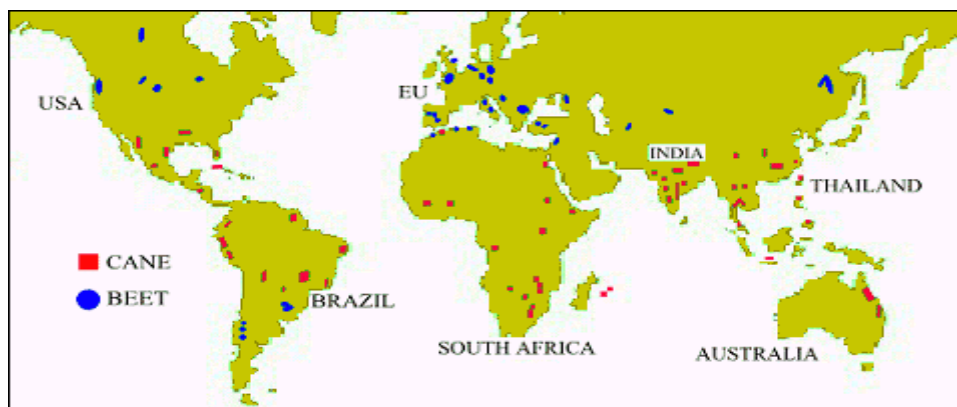 USA
EU
INDIA
THAILAND
CANE
BEET
BRAZIL
SOUTH AFRICA
AUSTRALIA